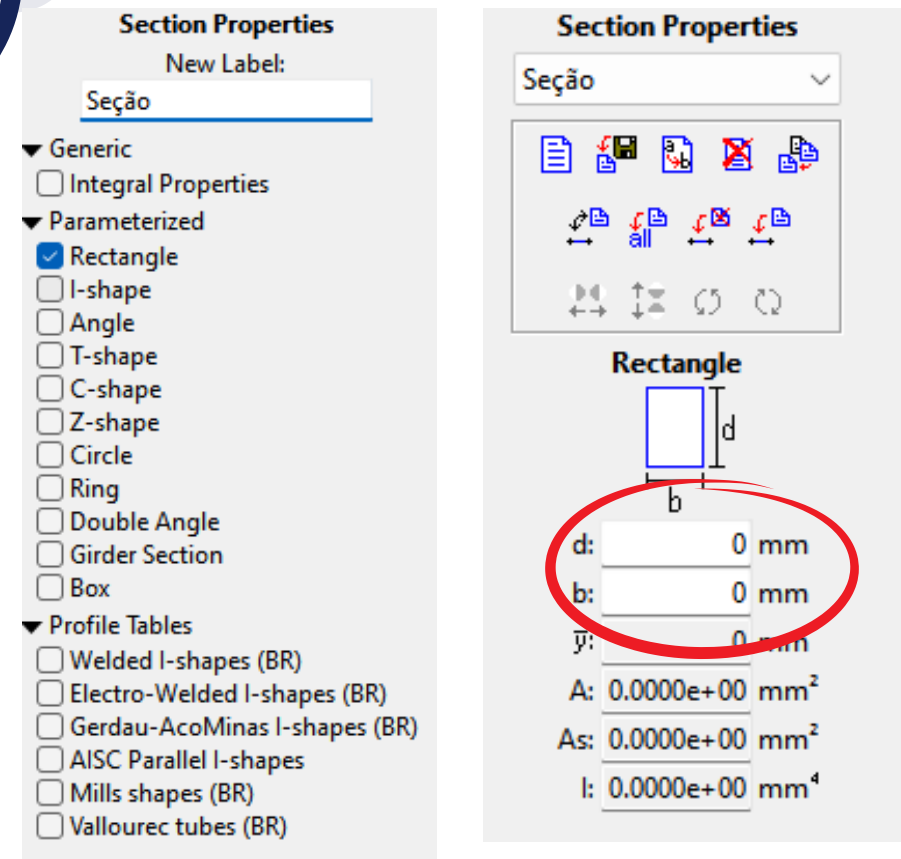 Section Properties
New Label:
Seção
Generic
Integral Properties
Parameterized
Rectangle
I-shape
Angle
T-shape
C-shape
Z-shape
Circle
Ring
Double Angle
Girder Section
Box
Profile Tables
Welded I-shapes (BR)
Electro-Welded I-shapes (BR)
Gerdau-AcoMinas I-shapes (BR)
AISC Parallel I-shapes
Mills shapes (BR)
Vallourec tubes (BR)
Section Properties
Seção
a b
all
Rectangle
d
b
d: 0 mm
b: 0 mm
y̅: 0 mm
A: 0.0000e+00 mm²
As: 0.0000e+00 mm²
I: 0.0000e+00 mm⁴